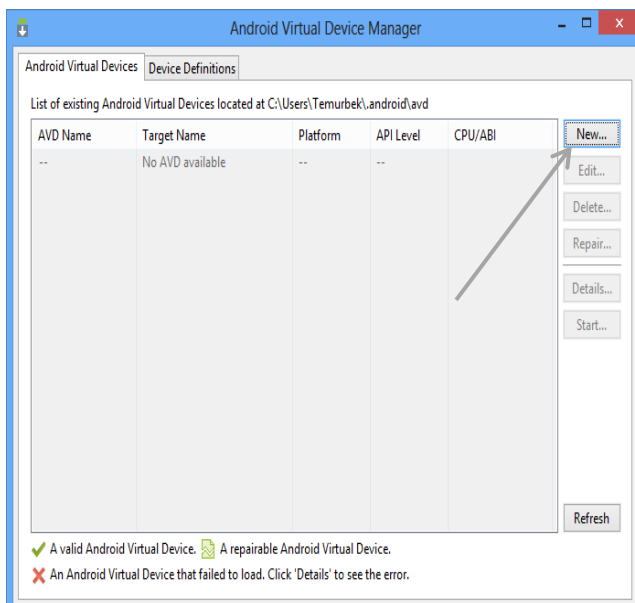 Android Virtual Device Manager
Android Virtual Devices Device Definitions
List of existing Android Virtual Devices located at C:\Users\Temurbek\.android\avd
AVD Name Target Name Platform API Level CPU/ABI
-- No AVD available -- --
New...
Edit...
Delete...
Repair...
Details...
Start...
Refresh
A valid Android Virtual Device. A repairable Android Virtual Device.
An Android Virtual Device that failed to load. Click 'Details' to see the error.